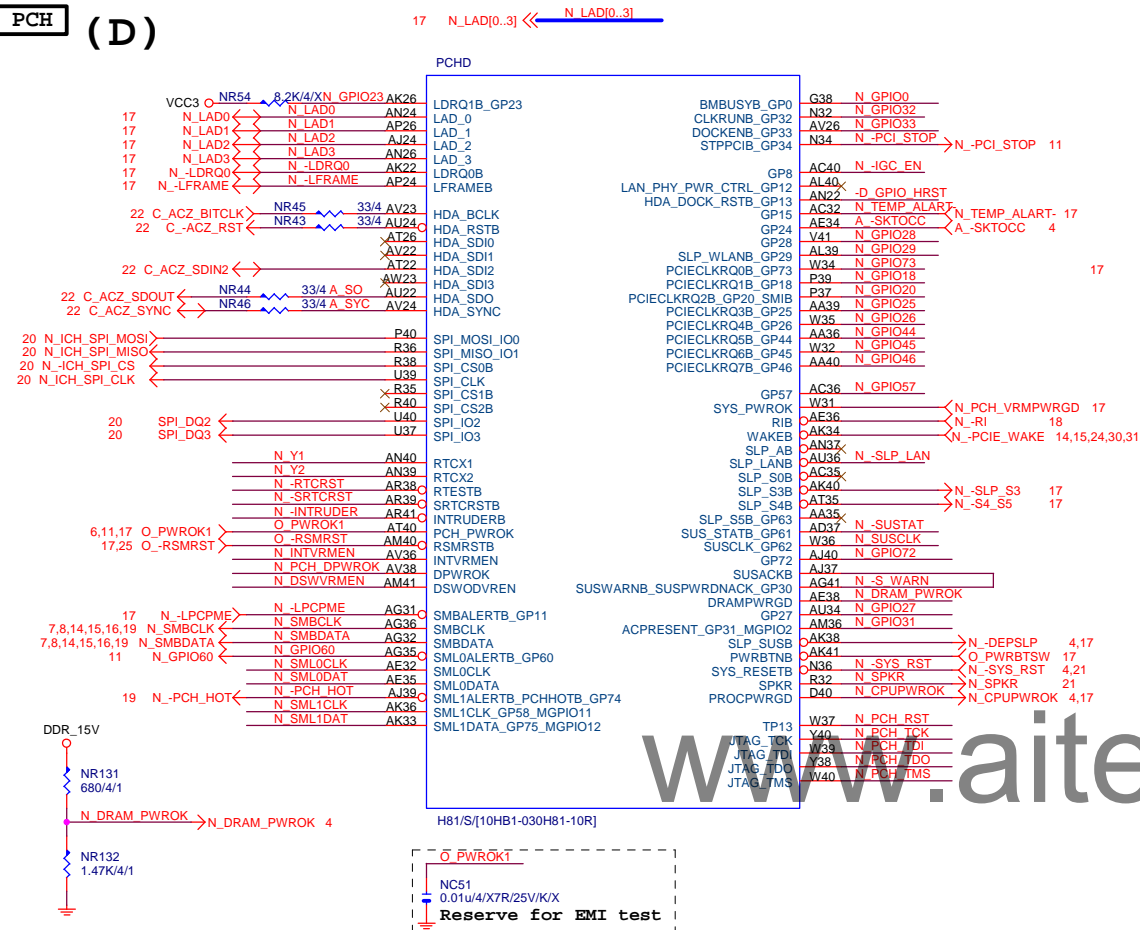 PCH
(D)
17 N_LAD[0..3] N_LAD[0..3]
PCHD
VCC3 NR54 8.2K/4/X N_GPIO23 AK26 LDRQ1B_GP23
17 N_LAD0 N_LAD0 AN24 LAD_0
17 N_LAD1 N_LAD1 AP26 LAD_1
17 N_LAD2 N_LAD2 AJ24 LAD_2
17 N_LAD3 N_LAD3 AN26 LAD_3
17 N_-LDRQ0 N_-LDRQ0 AK22 LDRQ0B
17 N_-LFRAME N_-LFRAME AP24 LFRAMEB
22 C_ACZ_BITCLK NR45 33/4 AV23 HDA_BCLK
22 C_-ACZ_RST NR43 33/4 AU24 HDA_RSTB
AT26 HDA_SDI0
AV22 HDA_SDI1
22 C_ACZ_SDIN2 AT22 HDA_SDI2
AW23 HDA_SDI3
22 C_ACZ_SDOUT NR44 33/4 A_SO AU22 HDA_SDO
22 C_ACZ_SYNC NR46 33/4 A_SYC AV24 HDA_SYNC
20 N_ICH_SPI_MOSI P40 SPI_MOSI_IO0
20 N_ICH_SPI_MISO R36 SPI_MISO_IO1
20 N_-ICH_SPI_CS R38 SPI_CS0B
20 N_ICH_SPI_CLK U39 SPI_CLK
R35 SPI_CS1B
R40 SPI_CS2B
20 SPI_DQ2 U40 SPI_IO2
20 SPI_DQ3 U37 SPI_IO3
N_Y1 AN40 RTCX1
N_Y2 AN39 RTCX2
N_-RTCRST AR38 RTESTB
N_-SRTCRST AR39 SRTCRSTB
N_-INTRUDER AR41 INTRUDERB
6,11,17 O_PWROK1 O_PWROK1 AT40 PCH_PWROK
17,25 O_-RSMRST O_-RSMRST AM40 RSMRSTB
N_INTVRMEN AV36 INTVRMEN
N_PCH_DPWROK AV38 DPWROK
N_DSWVRMEN AM41 DSWODVREN
17 N_-LPCPME N_-LPCPME AG31 SMBALERTB_GP11
7,8,14,15,16,19 N_SMBCLK N_SMBCLK AG36 SMBCLK
7,8,14,15,16,19 N_SMBDATA N_SMBDATA AG32 SMBDATA
11 N_GPIO60 N_GPIO60 AG35 SML0ALERTB_GP60
N_SML0CLK AE32 SML0CLK
N_SML0DAT AE35 SML0DATA
19 N_-PCH_HOT N_-PCH_HOT AJ39 SML1ALERTB_PCHHOTB_GP74
N_SML1CLK AK36 SML1CLK_GP58_MGPIO11
N_SML1DAT AK33 SML1DATA_GP75_MGPIO12
BMBUSYB_GP0 G38 N_GPIO0
CLKRUNB_GP32 N32 N_GPIO32
DOCKENB_GP33 AV26 N_GPIO33
STPPCIB_GP34 N34 N_-PCI_STOP N_-PCI_STOP 11
GP8 AC40 N_-IGC_EN
LAN_PHY_PWR_CTRL_GP12 AL40
HDA_DOCK_RSTB_GP13 AN22 -D_GPIO_HRST
GP15 AC32 N_TEMP_ALART- N_TEMP_ALART- 17
GP24 AE34 A_-SKTOCC A_-SKTOCC 4
GP28 V41 N_GPIO28
SLP_WLANB_GP29 AL39 N_GPIO29
PCIECLKRQ0B_GP73 W34 N_GPIO73 17
PCIECLKRQ1B_GP18 P39 N_GPIO18
PCIECLKRQ2B_GP20_SMIB P37 N_GPIO20
PCIECLKRQ3B_GP25 AA39 N_GPIO25
PCIECLKRQ4B_GP26 W35 N_GPIO26
PCIECLKRQ5B_GP44 AA36 N_GPIO44
PCIECLKRQ6B_GP45 W32 N_GPIO45
PCIECLKRQ7B_GP46 AA40 N_GPIO46
GP57 AC36 N_GPIO57
SYS_PWROK W31 N_PCH_VRMPWRGD 17
RIB AE36 N_-RI 18
WAKEB AK34 N_-PCIE_WAKE 14,15,24,30,31
SLP_AB AN37
SLP_LANB AU36 N_-SLP_LAN
SLP_S0B AC35
SLP_S3B AK40 N_-SLP_S3 17
SLP_S4B AT35 N_-S4_S5 17
SLP_S5B_GP63 AA35
SUS_STATB_GP61 AD37 N_-SUSTAT
SUSCLK_GP62 W36 N_SUSCLK
GP72 AJ40 N_GPIO72
SUSACKB AJ37
SUSWARNB_SUSPWRDNACK_GP30 AG41 N_-S_WARN
DRAMPWRGD AE38 N_DRAM_PWROK
GP27 AU34 N_GPIO27
ACPRESENT_GP31_MGPIO2 AM36 N_GPIO31
SLP_SUSB AK38 N_-DEPSLP 4,17
PWRBTNB AK41 O_PWRBTSW 17
SYS_RESETB N36 N_-SYS_RST N_-SYS_RST 4,21
SPKR R32 N_SPKR N_SPKR 21
PROCPWRGD D40 N_CPUPWROK N_CPUPWROK 4,17
TP13 W37 N_PCH_RST
JTAG_TCK Y40 N_PCH_TCK
JTAG_TDI W39 N_PCH_TDI
JTAG_TDO Y38 N_PCH_TDO
JTAG_TMS W40 N_PCH_TMS
www.aite
H81/S/[10HB1-030H81-10R]
DDR_15V
NR131
680/4/1
N_DRAM_PWROK N_DRAM_PWROK 4
NR132
1.47K/4/1
O_PWROK1
NC51
0.01u/4/X7R/25V/K/X
Reserve for EMI test